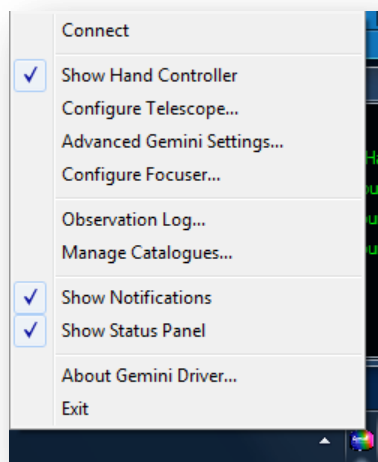 Connect
Show Hand Controller
Configure Telescope...
Advanced Gemini Settings...
Configure Focuser...
Observation Log...
Manage Catalogues...
Show Notifications
Show Status Panel
About Gemini Driver...
Exit